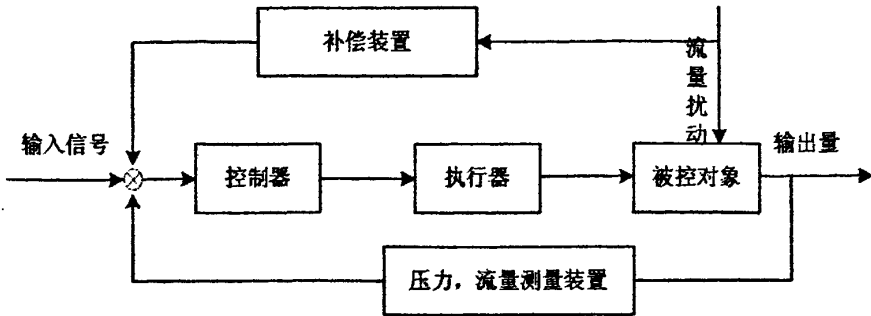 补偿装置
流量扰动
输入信号
控制器
执行器
被控对象
输出量
压力，流量测量装置